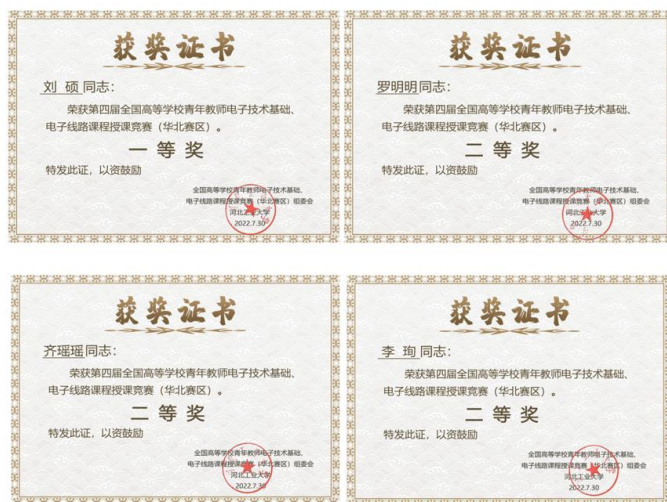 获奖证书
刘 硕同志：
荣获第四届全国高等学校青年教师电子技术基础、
电子线路课程授课竞赛（华北赛区）。
一等奖
特发此证，以资鼓励
全国高等学校青年教师电子技术基础、
电子线路课程授课竞赛（华北赛区）组委会
河北工业大学
2022.7.30
获奖证书
罗明明同志：
荣获第四届全国高等学校青年教师电子技术基础、
电子线路课程授课竞赛（华北赛区）。
二等奖
特发此证，以资鼓励
全国高等学校青年教师电子技术基础、
电子线路课程授课竞赛（华北赛区）组委会
河北工业大学
2022.7.30
获奖证书
齐瑶瑶同志：
荣获第四届全国高等学校青年教师电子技术基础、
电子线路课程授课竞赛（华北赛区）。
二等奖
特发此证，以资鼓励
全国高等学校青年教师电子技术基础、
电子线路课程授课竞赛（华北赛区）组委会
河北工业大学
2022.7.30
获奖证书
李 珣同志：
荣获第四届全国高等学校青年教师电子技术基础、
电子线路课程授课竞赛（华北赛区）。
二等奖
特发此证，以资鼓励
全国高等学校青年教师电子技术基础、
电子线路课程授课竞赛（华北赛区）组委会
河北工业大学
2022.7.30